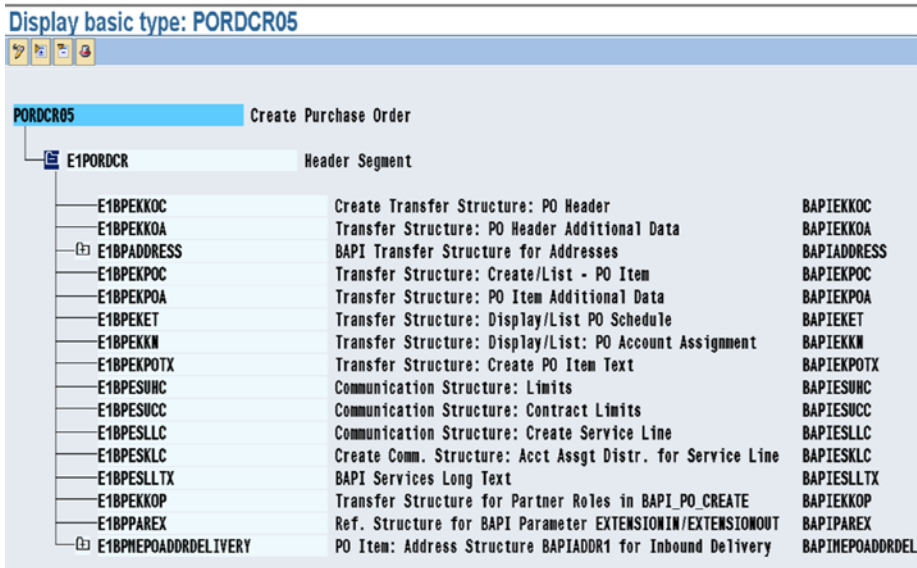 Display basic type: PORDCR05
PORDCR05 Create Purchase Order
E1PORDCR Header Segment
E1BPEKKOC Create Transfer Structure: PO Header BAPIEKKOC
E1BPEKKOA Transfer Structure: PO Header Additional Data BAPIEKKOA
E1BPADDRESS BAPI Transfer Structure for Addresses BAPIADDRESS
E1BPEKPOC Transfer Structure: Create/List - PO Item BAPIEKPOC
E1BPEKPOA Transfer Structure: PO Item Additional Data BAPIEKPOA
E1BPEKET Transfer Structure: Display/List PO Schedule BAPIEKET
E1BPEKKN Transfer Structure: Display/List: PO Account Assignment BAPIEKKN
E1BPEKPOTX Transfer Structure: Create PO Item Text BAPIEKPOTX
E1BPESUHC Communication Structure: Limits BAPIESUHC
E1BPESUCC Communication Structure: Contract Limits BAPIESUCC
E1BPESLLC Communication Structure: Create Service Line BAPIESLLC
E1BPESKLC Create Comm. Structure: Acct Assgt Distr. for Service Line BAPIESKLC
E1BPESLLTX BAPI Services Long Text BAPIESLLTX
E1BPEKKOP Transfer Structure for Partner Roles in BAPI_PO_CREATE BAPIEKKOP
E1BPPAREX Ref. Structure for BAPI Parameter EXTENSIONIN/EXTENSIONOUT BAPIPAREX
E1BPMEPOADDRDELIVERY PO Item: Address Structure BAPIADDR1 for Inbound Delivery BAPIMEPOADDRDEL